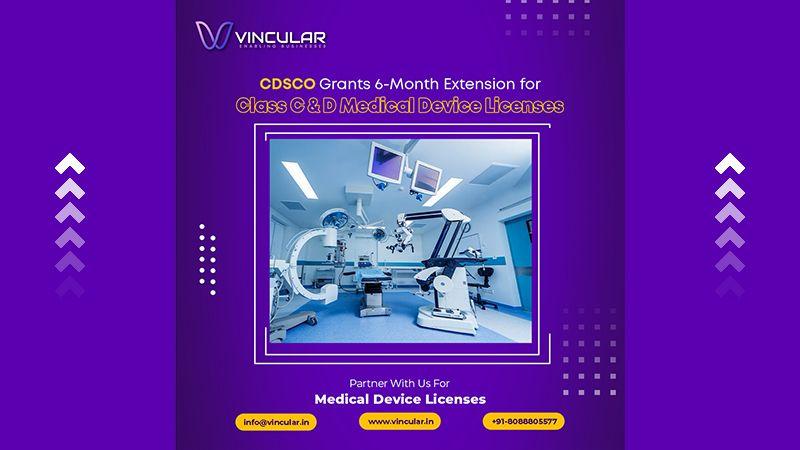 VINCULAR
ENABLING BUSINESSES
CDSCO Grants 6-Month Extension for
Class C & D Medical Device Licenses
Partner With Us For
Medical Device Licenses
info@vincular.in www.vincular.in +91-8088805577